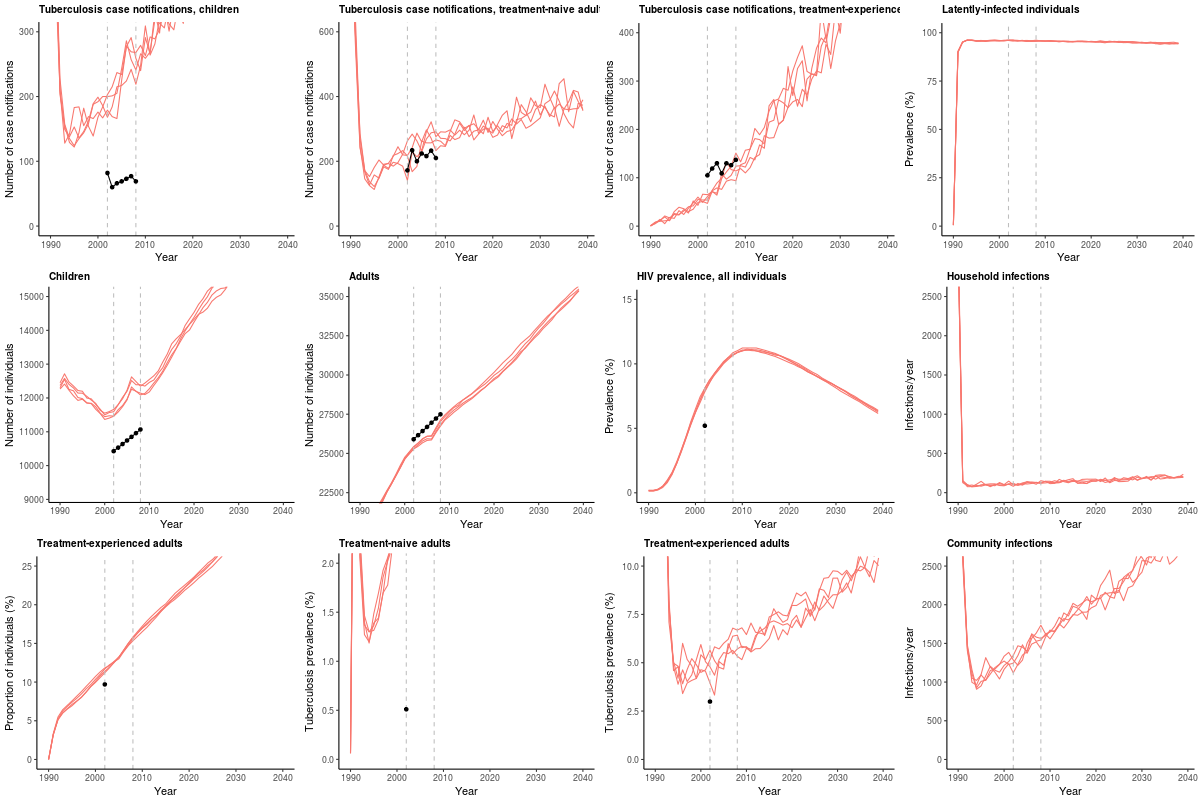 Tuberculosis case notifications, children
Number of case notifications
300
200
100
0
1990 2000 2010 2020 2030 2040
Year
Tuberculosis case notifications, treatment-naive adul
Number of case notifications
600
400
200
0
1990 2000 2010 2020 2030 2040
Year
Tuberculosis case notifications, treatment-experience
Number of case notifications
400
300
200
100
0
1990 2000 2010 2020 2030 2040
Year
Latently-infected individuals
Prevalence (%)
100
75
50
25
0
1990 2000 2010 2020 2030 2040
Year
Children
Number of individuals
15000
14000
13000
12000
11000
10000
9000
1990 2000 2010 2020 2030 2040
Year
Adults
Number of individuals
35000
32500
30000
27500
25000
22500
1990 2000 2010 2020 2030 2040
Year
HIV prevalence, all individuals
Prevalence (%)
15
10
5
0
1990 2000 2010 2020 2030 2040
Year
Household infections
Infections/year
2500
2000
1500
1000
500
0
1990 2000 2010 2020 2030 2040
Year
Treatment-experienced adults
Proportion of individuals (%)
25
20
15
10
5
0
1990 2000 2010 2020 2030 2040
Year
Treatment-naive adults
Tuberculosis prevalence (%)
2.0
1.5
1.0
0.5
0.0
1990 2000 2010 2020 2030 2040
Year
Treatment-experienced adults
Tuberculosis prevalence (%)
10.0
7.5
5.0
2.5
0.0
1990 2000 2010 2020 2030 2040
Year
Community infections
Infections/year
2500
2000
1500
1000
500
0
1990 2000 2010 2020 2030 2040
Year